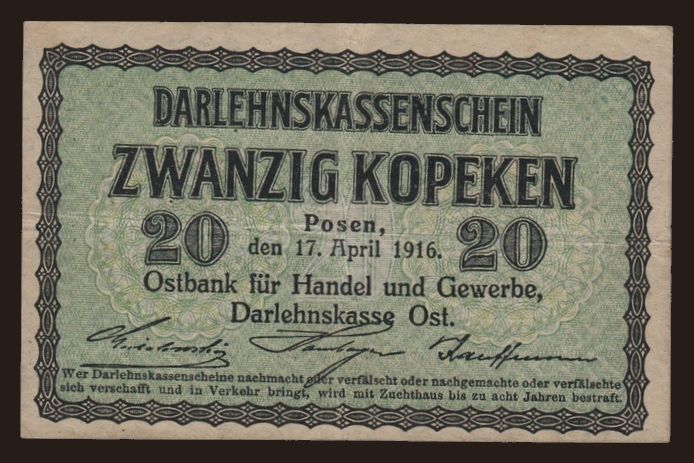 DARLEHNSKASSENSCHEIN
ZWANZIG KOPEKEN
20 Posen, 20
den 17. April 1916.
Ostbank für Handel und Gewerbe,
Darlehnskasse Ost.
Kauffmann
Wer Darlehnskassenscheine nachmacht oder verfälscht oder nachgemachte oder verfälschte
sich verschafft und in Verkehr bringt, wird mit Zuchthaus bis zu acht Jahren bestraft.